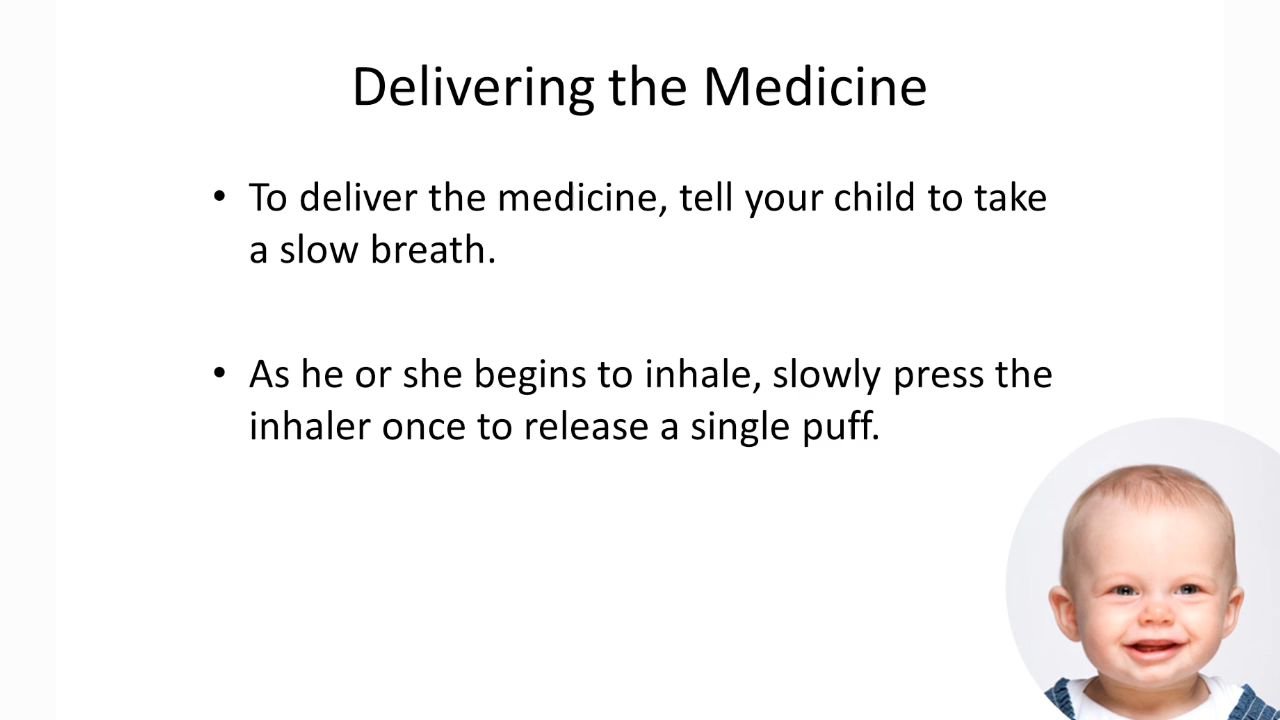 Delivering the Medicine
• To deliver the medicine, tell your child to take
a slow breath.
• As he or she begins to inhale, slowly press the
inhaler once to release a single puff.